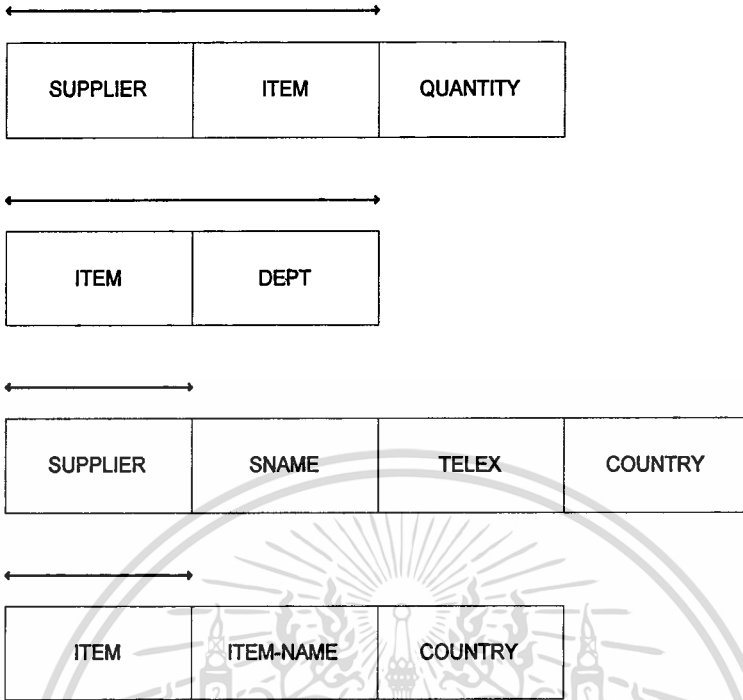 SUPPLIER ITEM QUANTITY
ITEM DEPT
SUPPLIER SNAME TELEX COUNTRY
ITEM ITEM-NAME COUNTRY